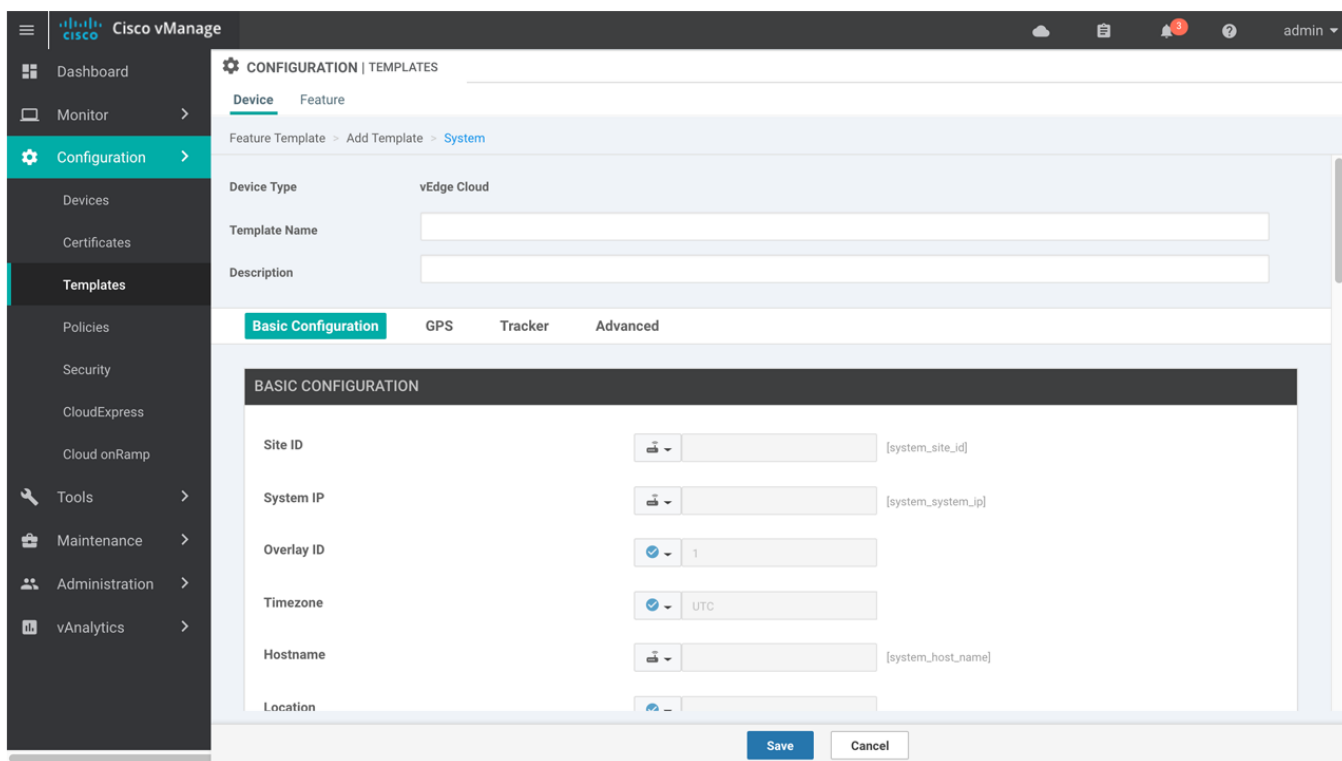 cisco Cisco vManage 3 admin
Dashboard
Monitor
Configuration
Devices
Certificates
Templates
Policies
Security
CloudExpress
Cloud onRamp
Tools
Maintenance
Administration
vAnalytics
CONFIGURATION | TEMPLATES
Device Feature
Feature Template > Add Template > System
Device Type vEdge Cloud
Template Name
Description
Basic Configuration GPS Tracker Advanced
BASIC CONFIGURATION
Site ID [system_site_id]
System IP [system_system_ip]
Overlay ID 1
Timezone UTC
Hostname [system_host_name]
Location
Save Cancel